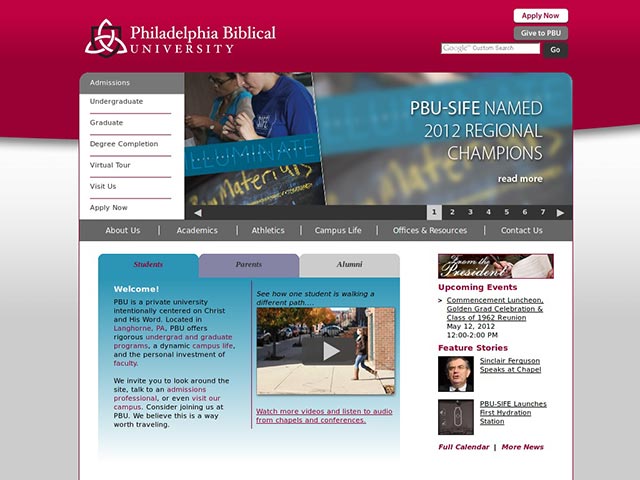 Philadelphia Biblical
UNIVERSITY
Apply Now
Give to PBU
Google™ Custom Search
Go
Admissions
Undergraduate
Graduate
Degree Completion
Virtual Tour
Visit Us
Apply Now
ILLUMINATE
Raw Materials
PBU-SIFE NAMED
2012 REGIONAL
CHAMPIONS
read more
1 2 3 4 5 6 7
About Us
Academics
Athletics
Campus Life
Offices & Resources
Contact Us
Students
Parents
Alumni
Welcome!
PBU is a private university
intentionally centered on Christ
and His Word. Located in
Langhorne, PA, PBU offers
rigorous undergrad and graduate
programs, a dynamic campus life,
and the personal investment of
faculty.
We invite you to look around the
site, talk to an admissions
professional, or even visit our
campus. Consider joining us at
PBU. We believe this is a way
worth traveling.
See how one student is walking a
different path....
Watch more videos and listen to audio
from chapels and conferences.
From the
President
Upcoming Events
> Commencement Luncheon,
Golden Grad Celebration &
Class of 1962 Reunion
May 12, 2012
12:00-2:00 PM
Feature Stories
Sinclair Ferguson
Speaks at Chapel
PBU-SIFE Launches
First Hydration
Station
Full Calendar | More News